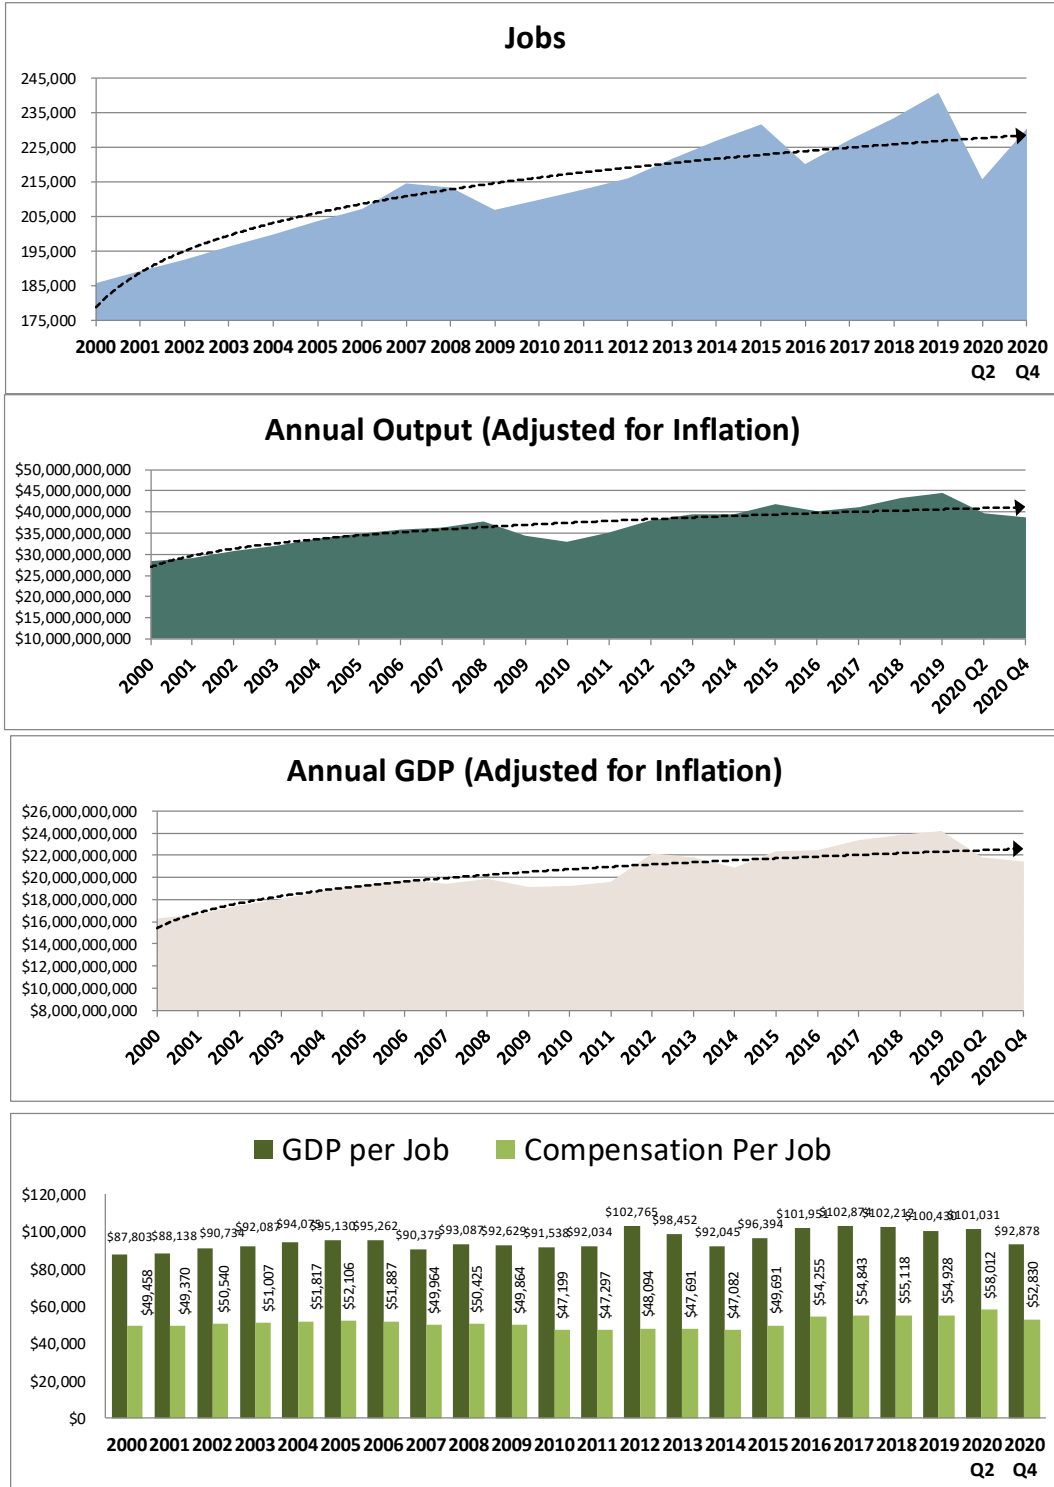 Jobs
245,000
235,000
225,000
215,000
205,000
195,000
185,000
175,000
2000 2001 2002 2003 2004 2005 2006 2007 2008 2009 2010 2011 2012 2013 2014 2015 2016 2017 2018 2019 2020 2020
Q2 Q4
Annual Output (Adjusted for Inflation)
$50,000,000,000
$45,000,000,000
$40,000,000,000
$35,000,000,000
$30,000,000,000
$25,000,000,000
$20,000,000,000
$15,000,000,000
$10,000,000,000
2000 2001 2002 2003 2004 2005 2006 2007 2008 2009 2010 2011 2012 2013 2014 2015 2016 2017 2018 2019 2020 Q2 2020 Q4
Annual GDP (Adjusted for Inflation)
$26,000,000,000
$24,000,000,000
$22,000,000,000
$20,000,000,000
$18,000,000,000
$16,000,000,000
$14,000,000,000
$12,000,000,000
$10,000,000,000
$8,000,000,000
2000 2001 2002 2003 2004 2005 2006 2007 2008 2009 2010 2011 2012 2013 2014 2015 2016 2017 2018 2019 2020 Q2 2020 Q4
GDP per Job Compensation Per Job
$120,000
$100,000
$80,000
$60,000
$40,000
$20,000
$0
$87,803 $88,138 $90,734 $92,087 $94,075 $95,130 $95,262 $90,375 $93,087 $92,629 $91,538 $92,034 $102,765 $98,452 $92,045 $96,394 $101,951 $102,874 $102,212 $100,430 $101,031 $92,878
$49,458 $49,370 $50,540 $51,007 $51,817 $52,106 $51,887 $49,964 $50,425 $49,864 $47,199 $47,297 $48,094 $47,691 $47,082 $49,691 $54,255 $54,843 $55,118 $54,928 $58,012 $52,830
2000 2001 2002 2003 2004 2005 2006 2007 2008 2009 2010 2011 2012 2013 2014 2015 2016 2017 2018 2019 2020 2020
Q2 Q4